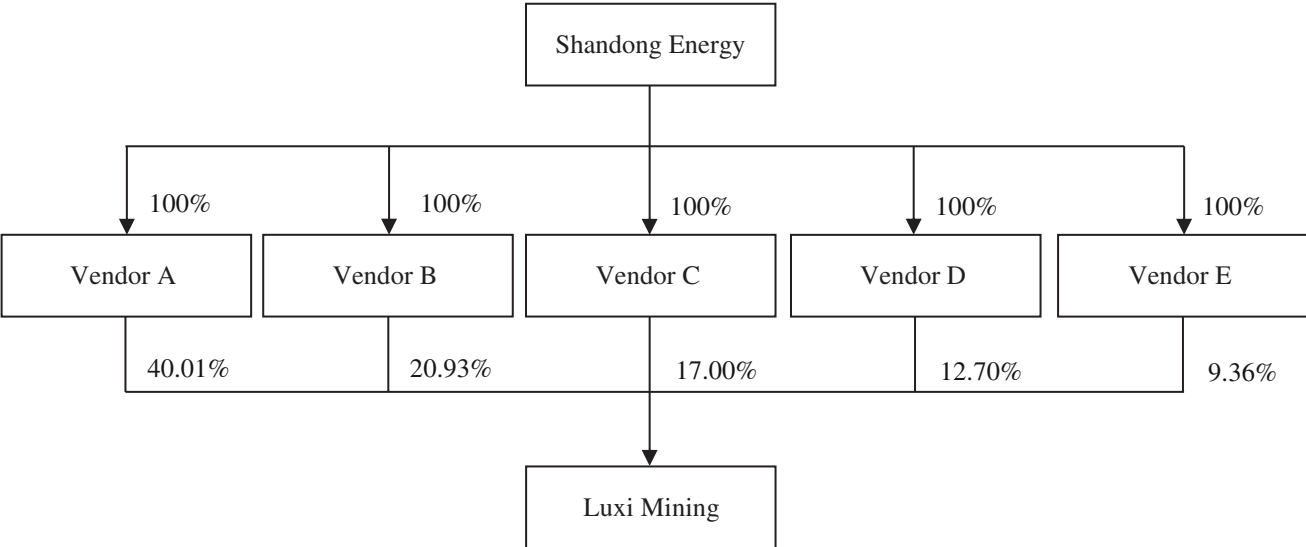 Shandong Energy
100%
100%
100%
100%
100%
Vendor A
Vendor B
Vendor C
Vendor D
Vendor E
40.01%
20.93%
17.00%
12.70%
9.36%
Luxi Mining